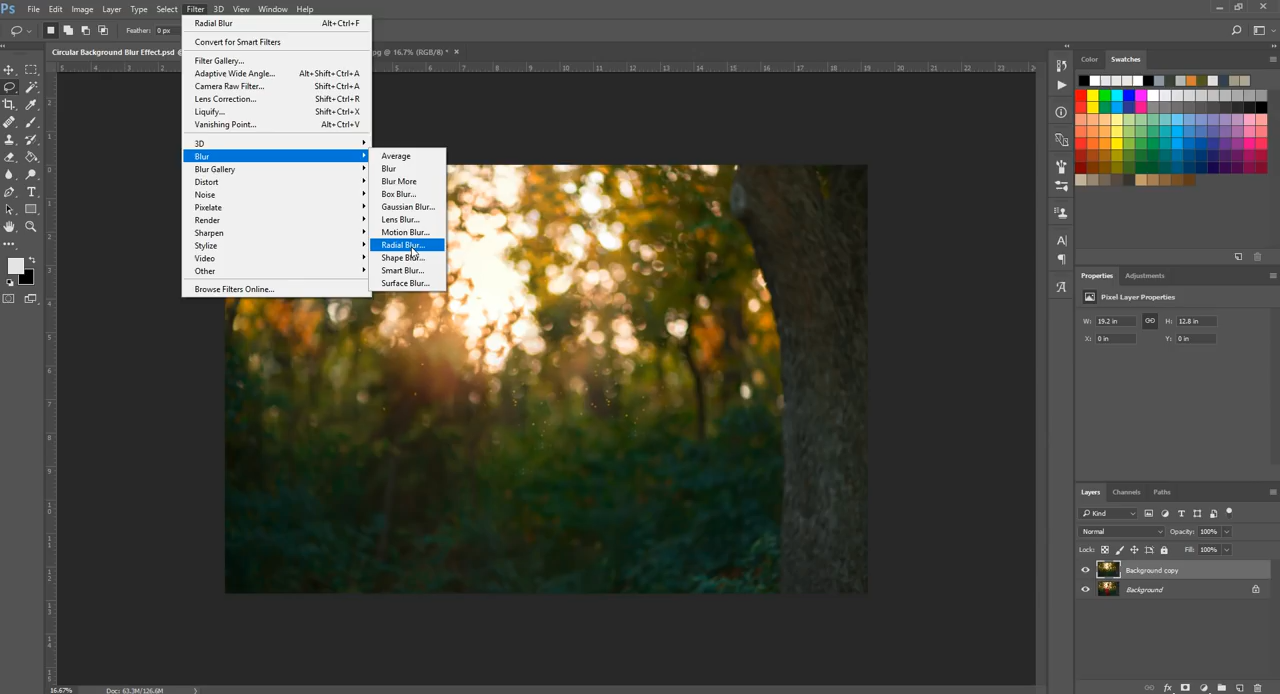 Ps File Edit Image Layer Type Select Filter 3D View Window Help
Feather: 0 px
Circular Background Blur Effect.psd @
.jpg @ 16.7% (RGB/8) * ×
Radial Blur Alt+Ctrl+F
Convert for Smart Filters
Filter Gallery...
Adaptive Wide Angle... Alt+Shift+Ctrl+A
Camera Raw Filter... Shift+Ctrl+A
Lens Correction... Shift+Ctrl+R
Liquify... Shift+Ctrl+X
Vanishing Point... Alt+Ctrl+V
3D
Blur
Blur Gallery
Distort
Noise
Pixelate
Render
Sharpen
Stylize
Video
Other
Browse Filters Online...
Average
Blur
Blur More
Box Blur...
Gaussian Blur...
Lens Blur...
Motion Blur...
Radial Blur...
Shape Blur...
Smart Blur...
Surface Blur...
Color Swatches
Properties Adjustments
Pixel Layer Properties
W: 19.2 in H: 12.8 in
X: 0 in Y: 0 in
Layers Channels Paths
Kind
Normal Opacity: 100%
Lock: Fill: 100%
Background copy
Background
16.67% Doc: 63.3M/126.6M